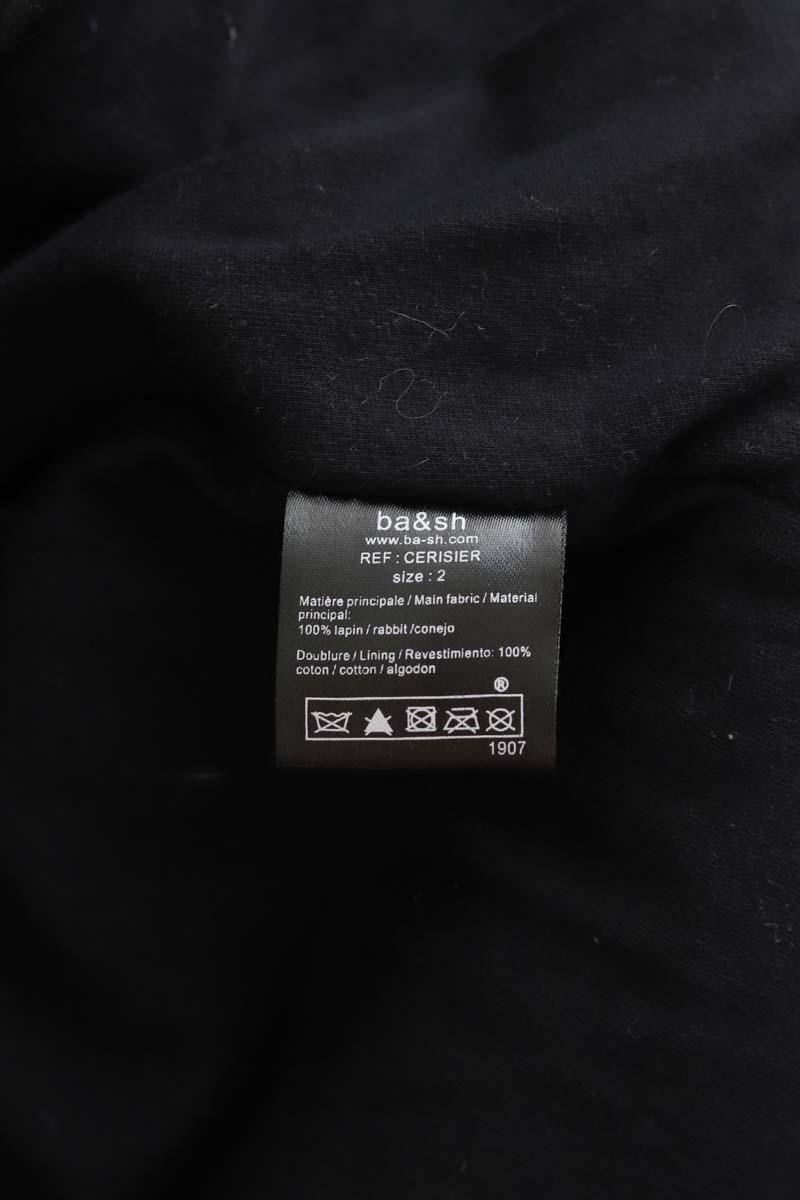 ba&sh
www.ba-sh.com
REF : CERISIER
size : 2
Matière principale / Main fabric / Material
principal:
100% lapin / rabbit /conejo
Doublure / Lining / Revestimiento: 100%
coton / cotton / algodon
®
1907